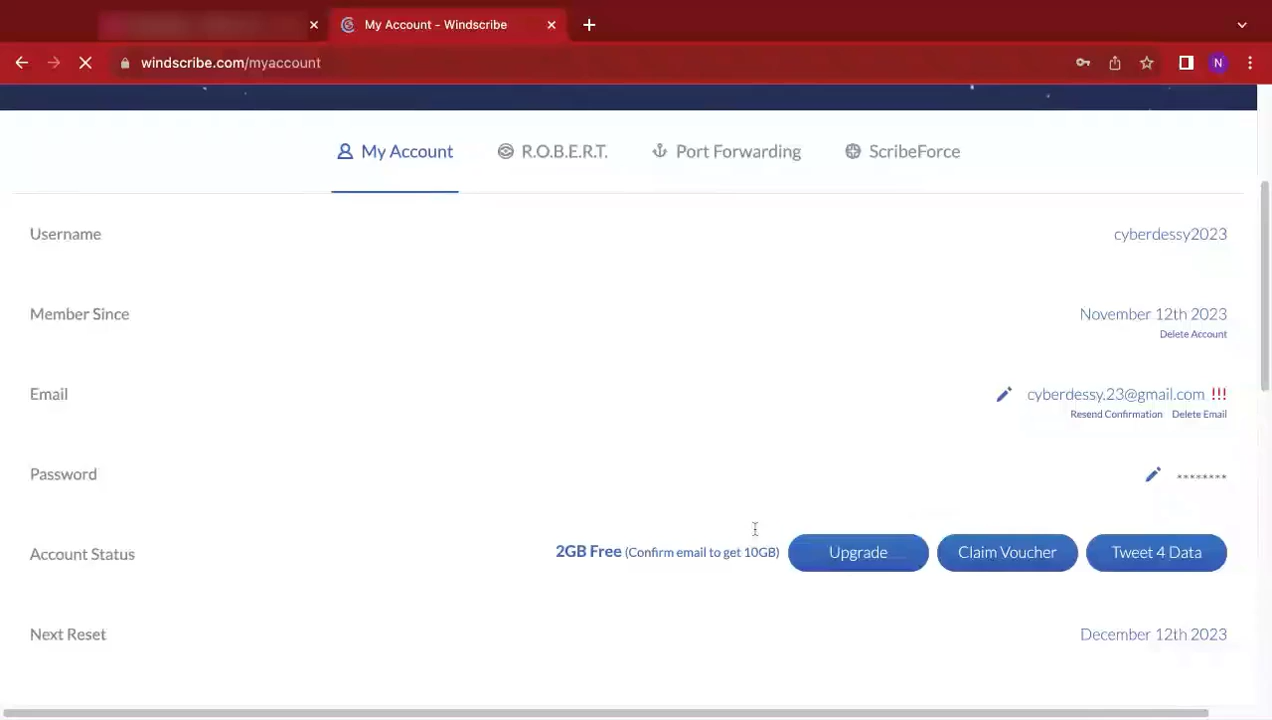 My Account - Windscribe
windscribe.com/myaccount
N
My Account
R.O.B.E.R.T.
Port Forwarding
ScribeForce
Username
cyberdessy2023
Member Since
November 12th 2023
Delete Account
Email
cyberdessy.23@gmail.com !!!
Resend Confirmation Delete Email
Password
********
Account Status
2GB Free (Confirm email to get 10GB)
Upgrade
Claim Voucher
Tweet 4 Data
Next Reset
December 12th 2023